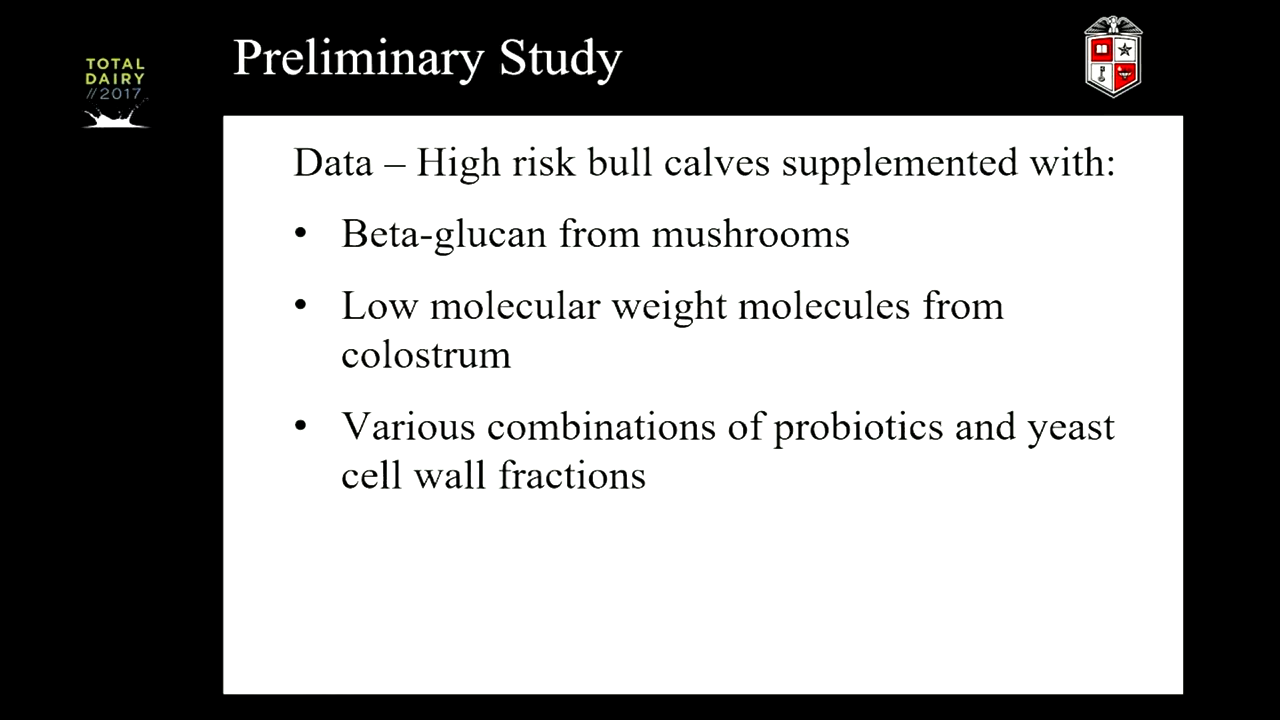 TOTAL
DAIRY
//2017
Preliminary Study
Data – High risk bull calves supplemented with:
• Beta-glucan from mushrooms
• Low molecular weight molecules from
colostrum
• Various combinations of probiotics and yeast
cell wall fractions